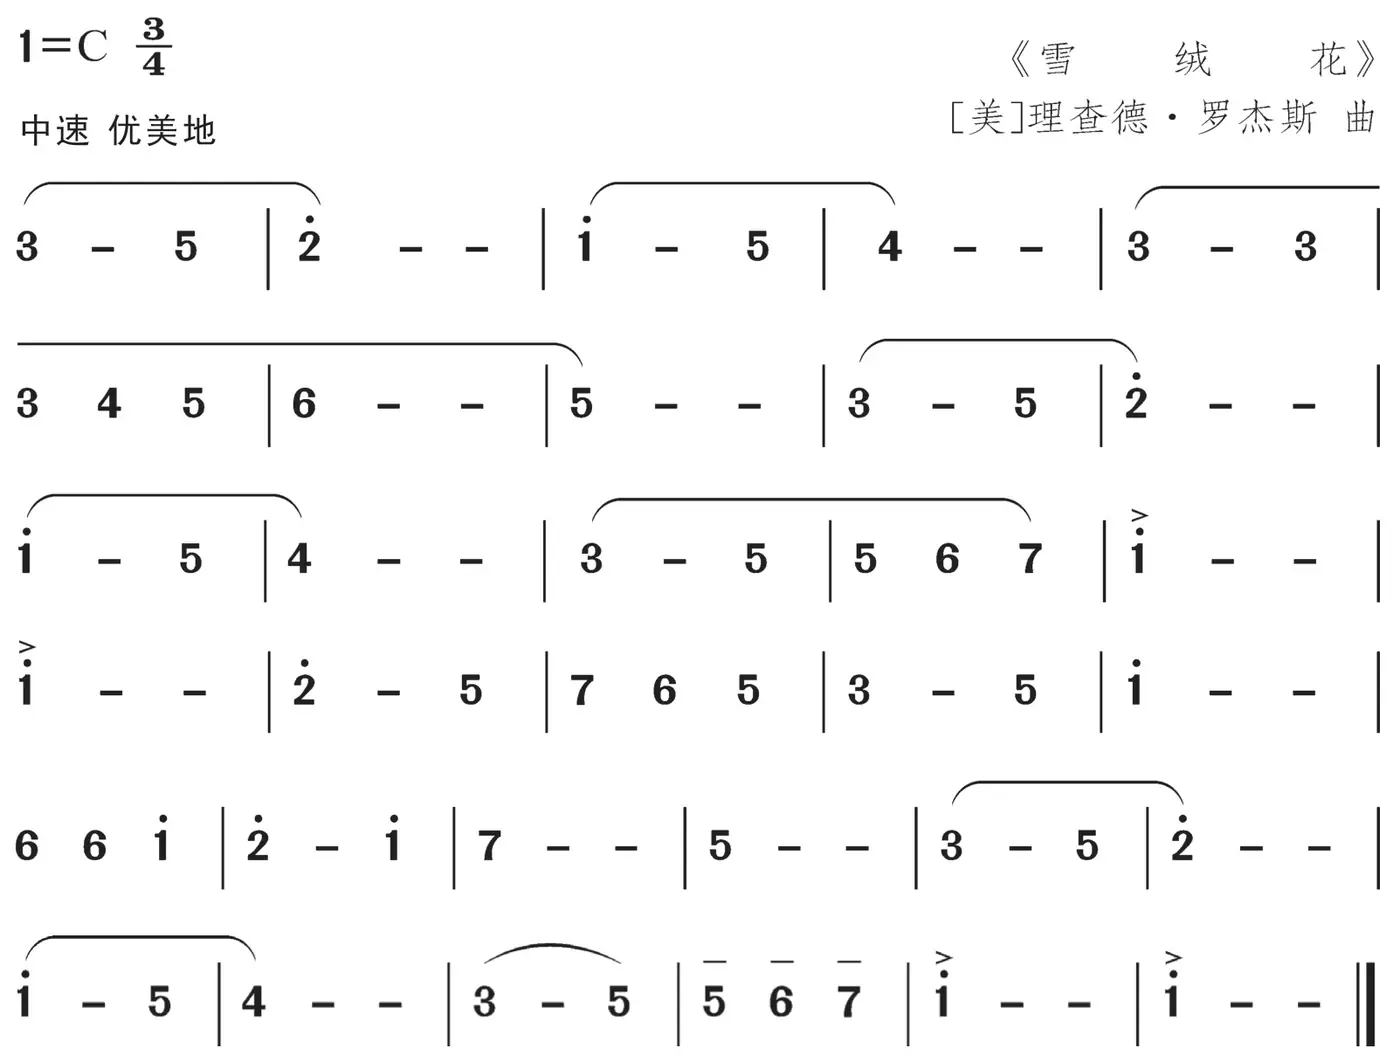 1=C 3/4
《雪 绒 花》
中速 优美地
[美]理查德·罗杰斯 曲
3 - 5 | 2̇ - - | 1̇ - 5 | 4 - - | 3 - 3 |
3 4 5 | 6 - - | 5 - - | 3 - 5 | 2̇ - - |
1̇ - 5 | 4 - - | 3 - 5 | 5 6 7 | >1̇ - - |
>1̇ - - | 2̇ - 5 | 7 6 5 | 3 - 5 | 1̇ - - |
6 6 1̇ | 2̇ - 1̇ | 7 - - | 5 - - | 3 - 5 | 2̇ - - |
1̇ - 5 | 4 - - | 3 - 5 | 5̄ 6̄ 7̄ | >1̇ - - | >1̇ - - ‖